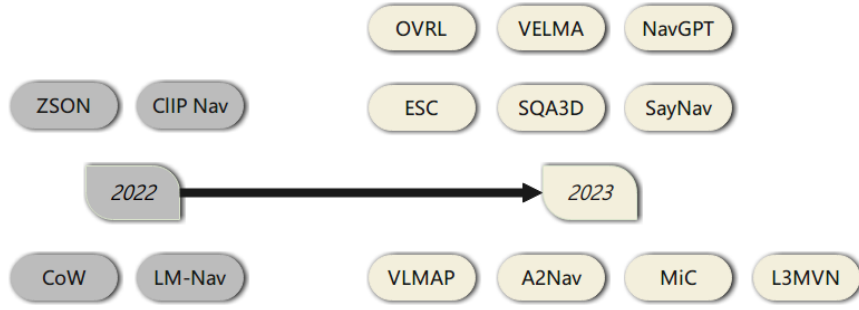 OVRL VELMA NavGPT
ZSON ClIP Nav ESC SQA3D SayNav
2022 2023
CoW LM-Nav VLMAP A2Nav MiC L3MVN